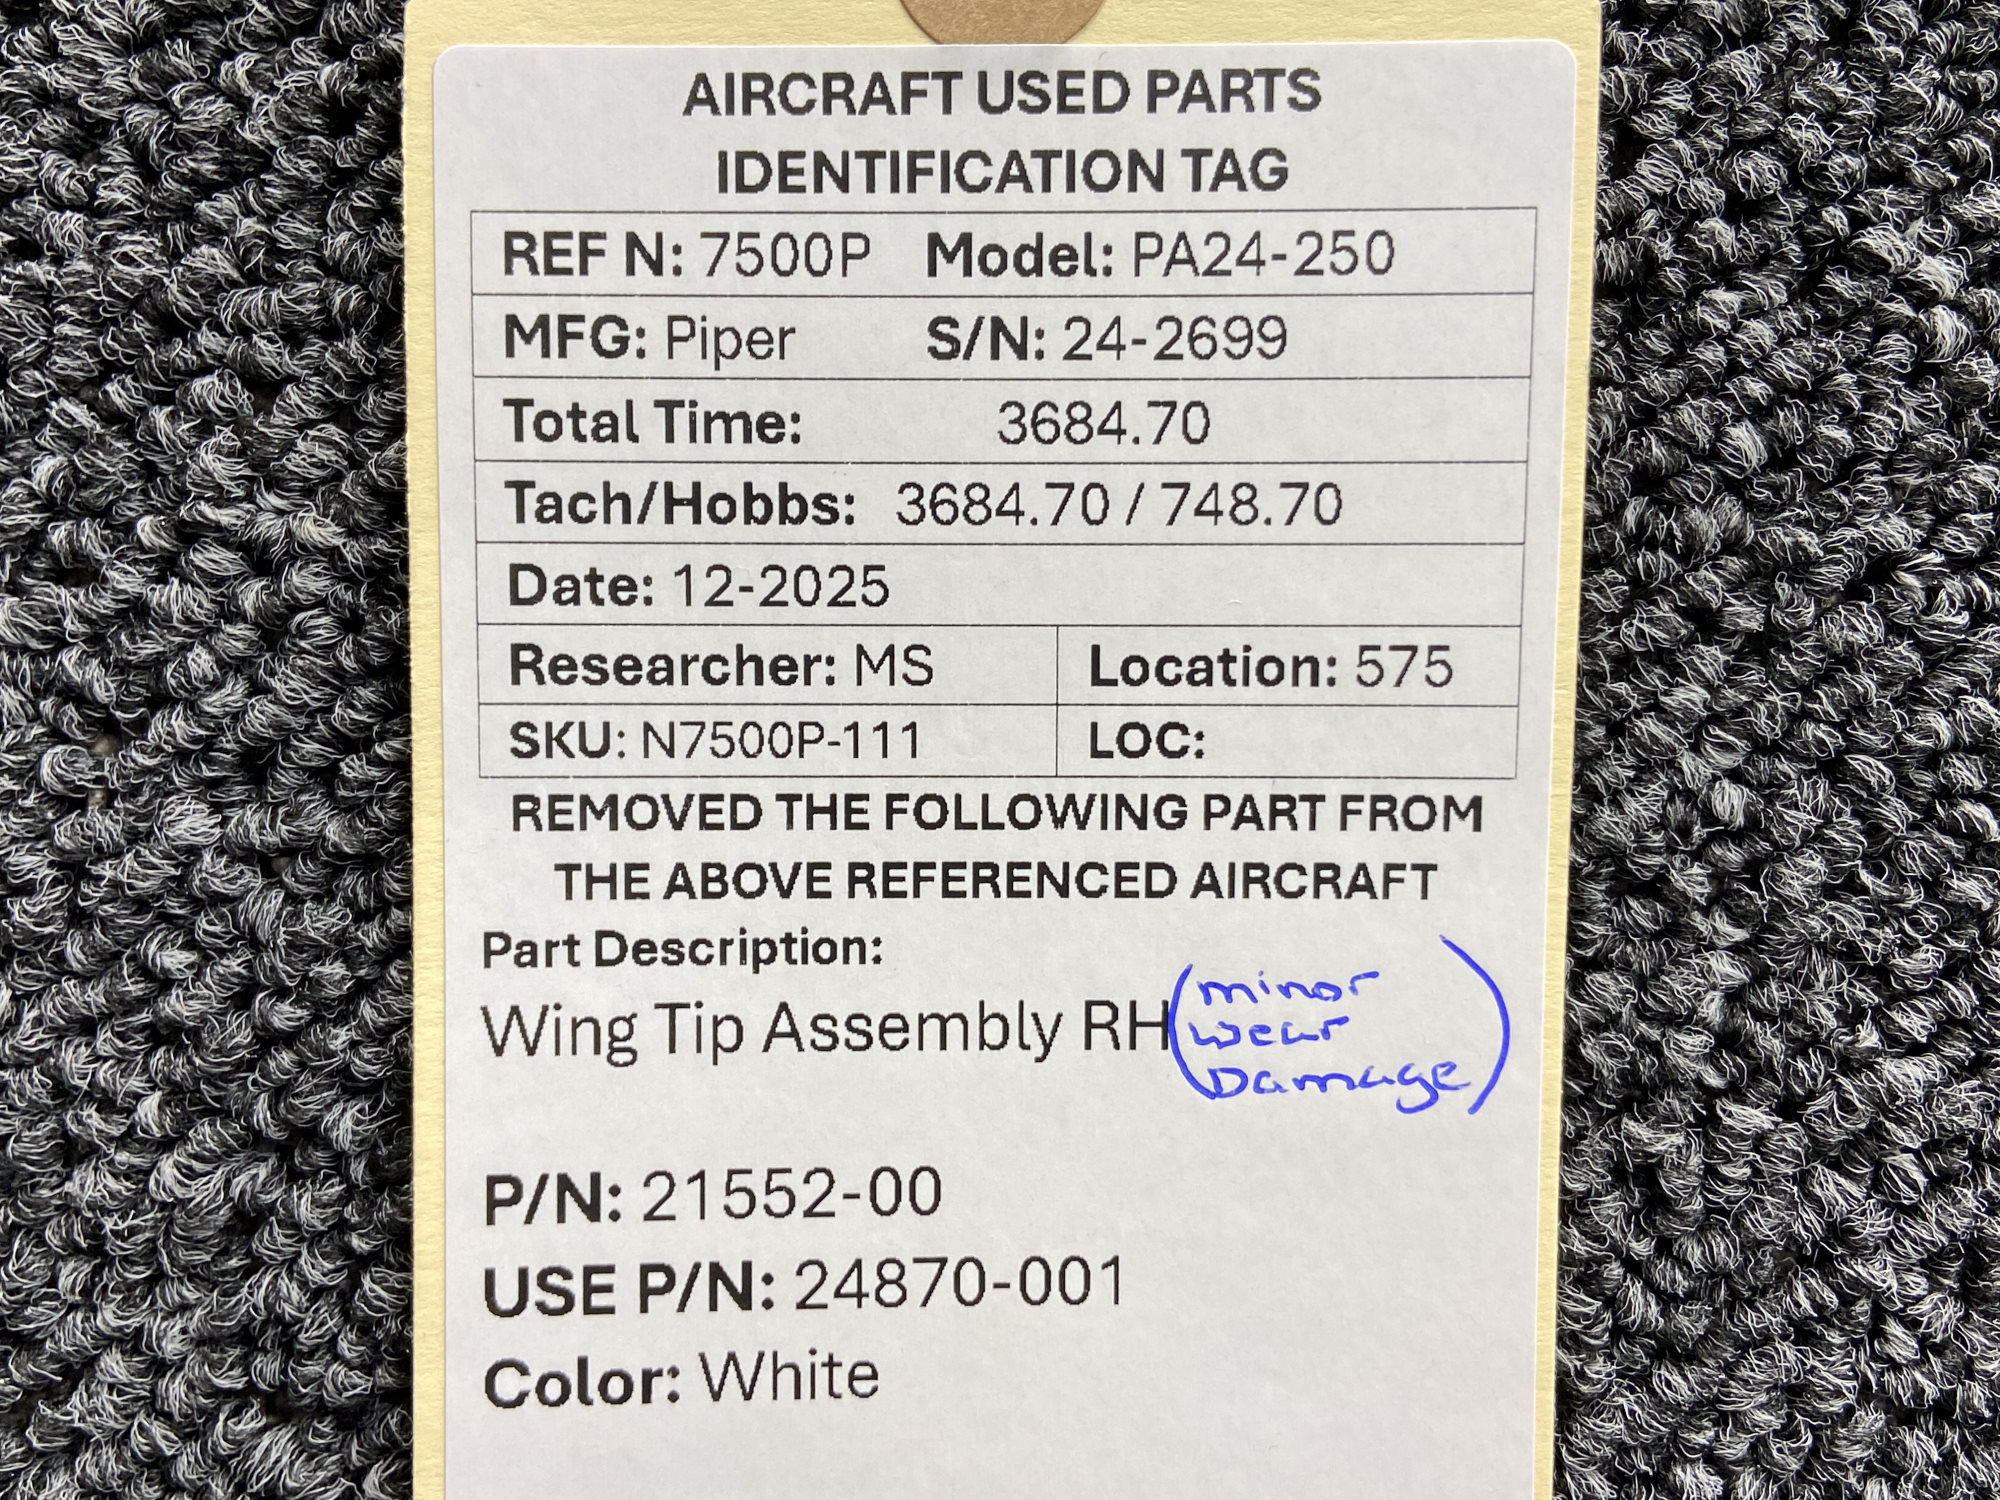 AIRCRAFT USED PARTS
IDENTIFICATION TAG
REF N: 7500P Model: PA24-250
MFG: Piper S/N: 24-2699
Total Time: 3684.70
Tach/Hobbs: 3684.70 / 748.70
Date: 12-2025
Researcher: MS Location: 575
SKU: N7500P-111 LOC:
REMOVED THE FOLLOWING PART FROM
THE ABOVE REFERENCED AIRCRAFT
Part Description:
Wing Tip Assembly RH (minor
wear
Damage)
P/N: 21552-00
USE P/N: 24870-001
Color: White